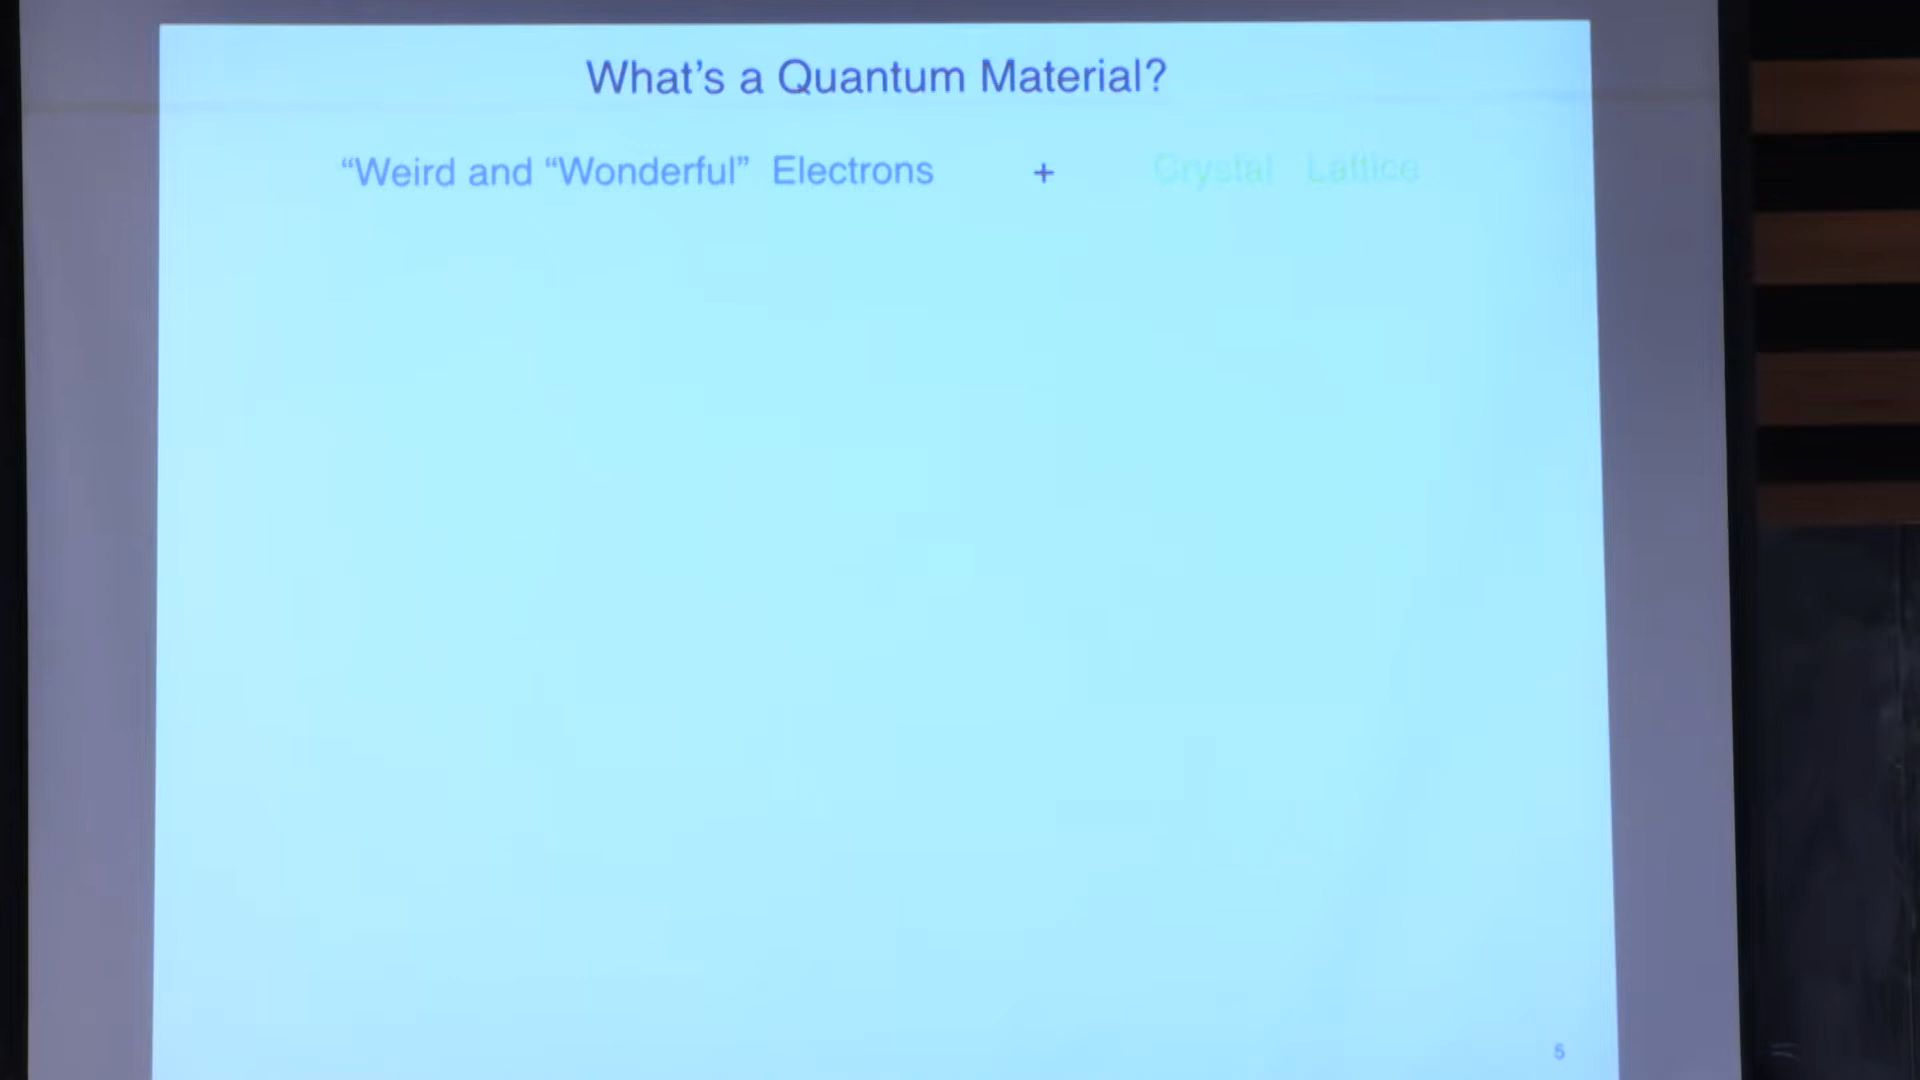 What’s a Quantum Material?
“Weird and “Wonderful” Electrons + Crystal Lattice
5